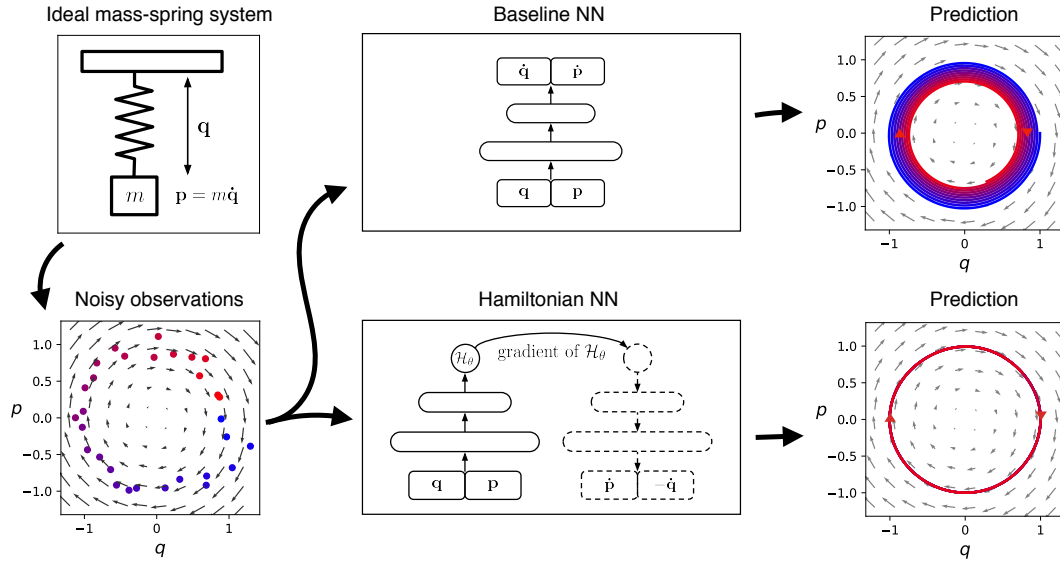 Ideal mass-spring system
q
m
p = mq̇
Baseline NN
q̇ ṗ
q p
Prediction
p
1.0
0.5
0.0
−0.5
−1.0
−1 0 1
q
Noisy observations
p
1.0
0.5
0.0
−0.5
−1.0
−1 0 1
q
Hamiltonian NN
ℋθ gradient of ℋθ
q p
ṗ −q̇
Prediction
p
1.0
0.5
0.0
−0.5
−1.0
−1 0 1
q